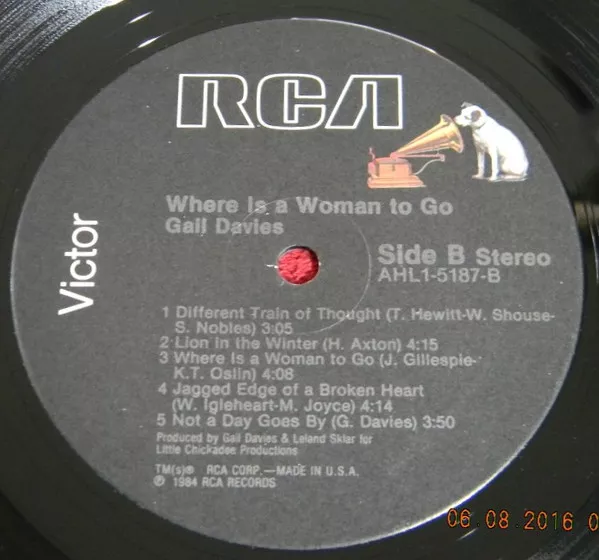 RCA
Victor
Where Is a Woman to Go
Gail Davies
Side B Stereo
AHL1-5187-B
1 Different Train of Thought (T. Hewitt-W. Shouse-
S. Nobles) 3:05
2 Lion in the Winter (H. Axton) 4:15
3 Where Is a Woman to Go (J. Gillespie-
K.T. Oslin) 4:08
4 Jagged Edge of a Broken Heart
(W. Igleheart-M. Joyce) 4:14
5 Not a Day Goes By (G. Davies) 3:50
Produced by Gail Davies & Leland Sklar for
Little Chickadee Productions
TM(s)® RCA CORP.—MADE IN U.S.A.
℗ 1984 RCA RECORDS
06 08 2016 0